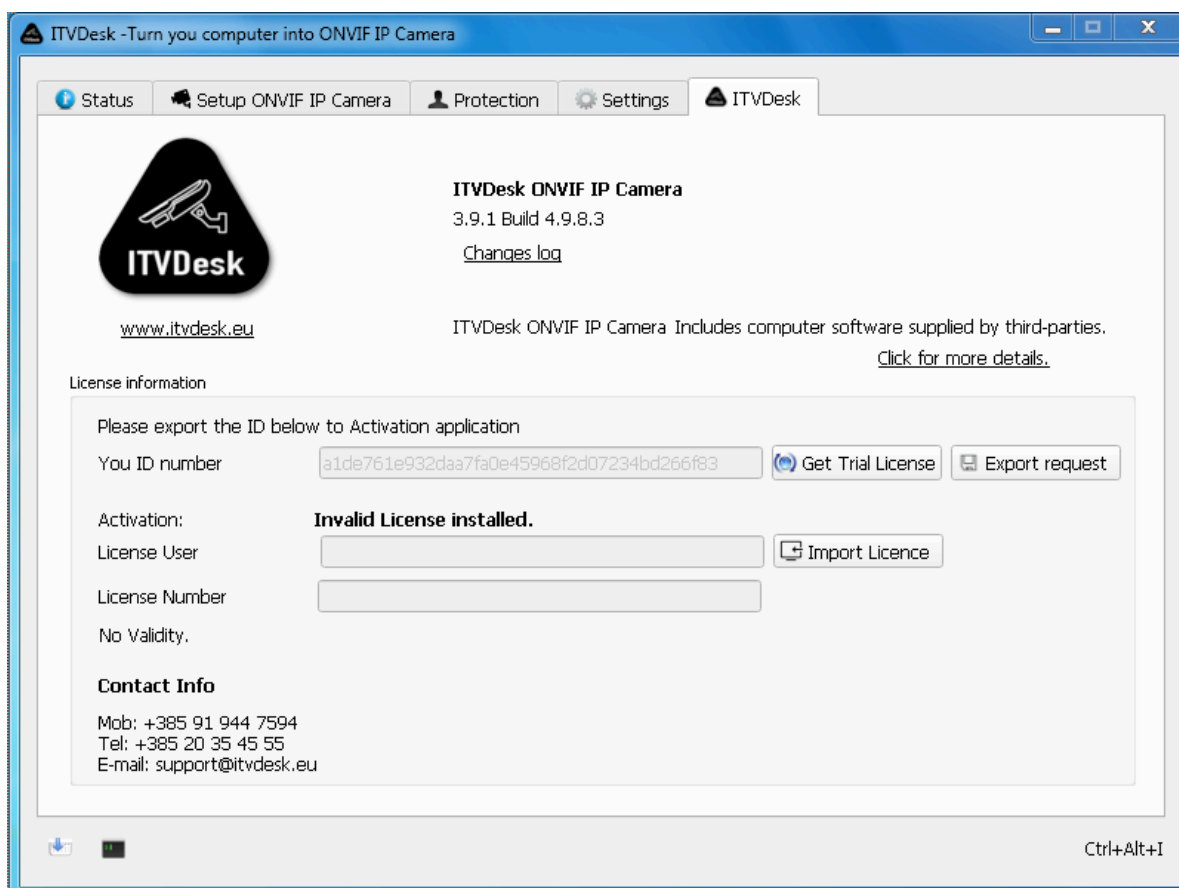 ITVDesk -Turn you computer into ONVIF IP Camera
Status Setup ONVIF IP Camera Protection Settings ITVDesk
ITVDesk
www.itvdesk.eu
ITVDesk ONVIF IP Camera
3.9.1 Build 4.9.8.3
Changes log
ITVDesk ONVIF IP Camera Includes computer software supplied by third-parties.
Click for more details.
License information
Please export the ID below to Activation application
You ID number a1de761e932daa7fa0e45968f2d07234bd266f83 Get Trial License Export request
Activation: Invalid License installed.
License User Import Licence
License Number
No Validity.
Contact Info
Mob: +385 91 944 7594
Tel: +385 20 35 45 55
E-mail: support@itvdesk.eu
Ctrl+Alt+I